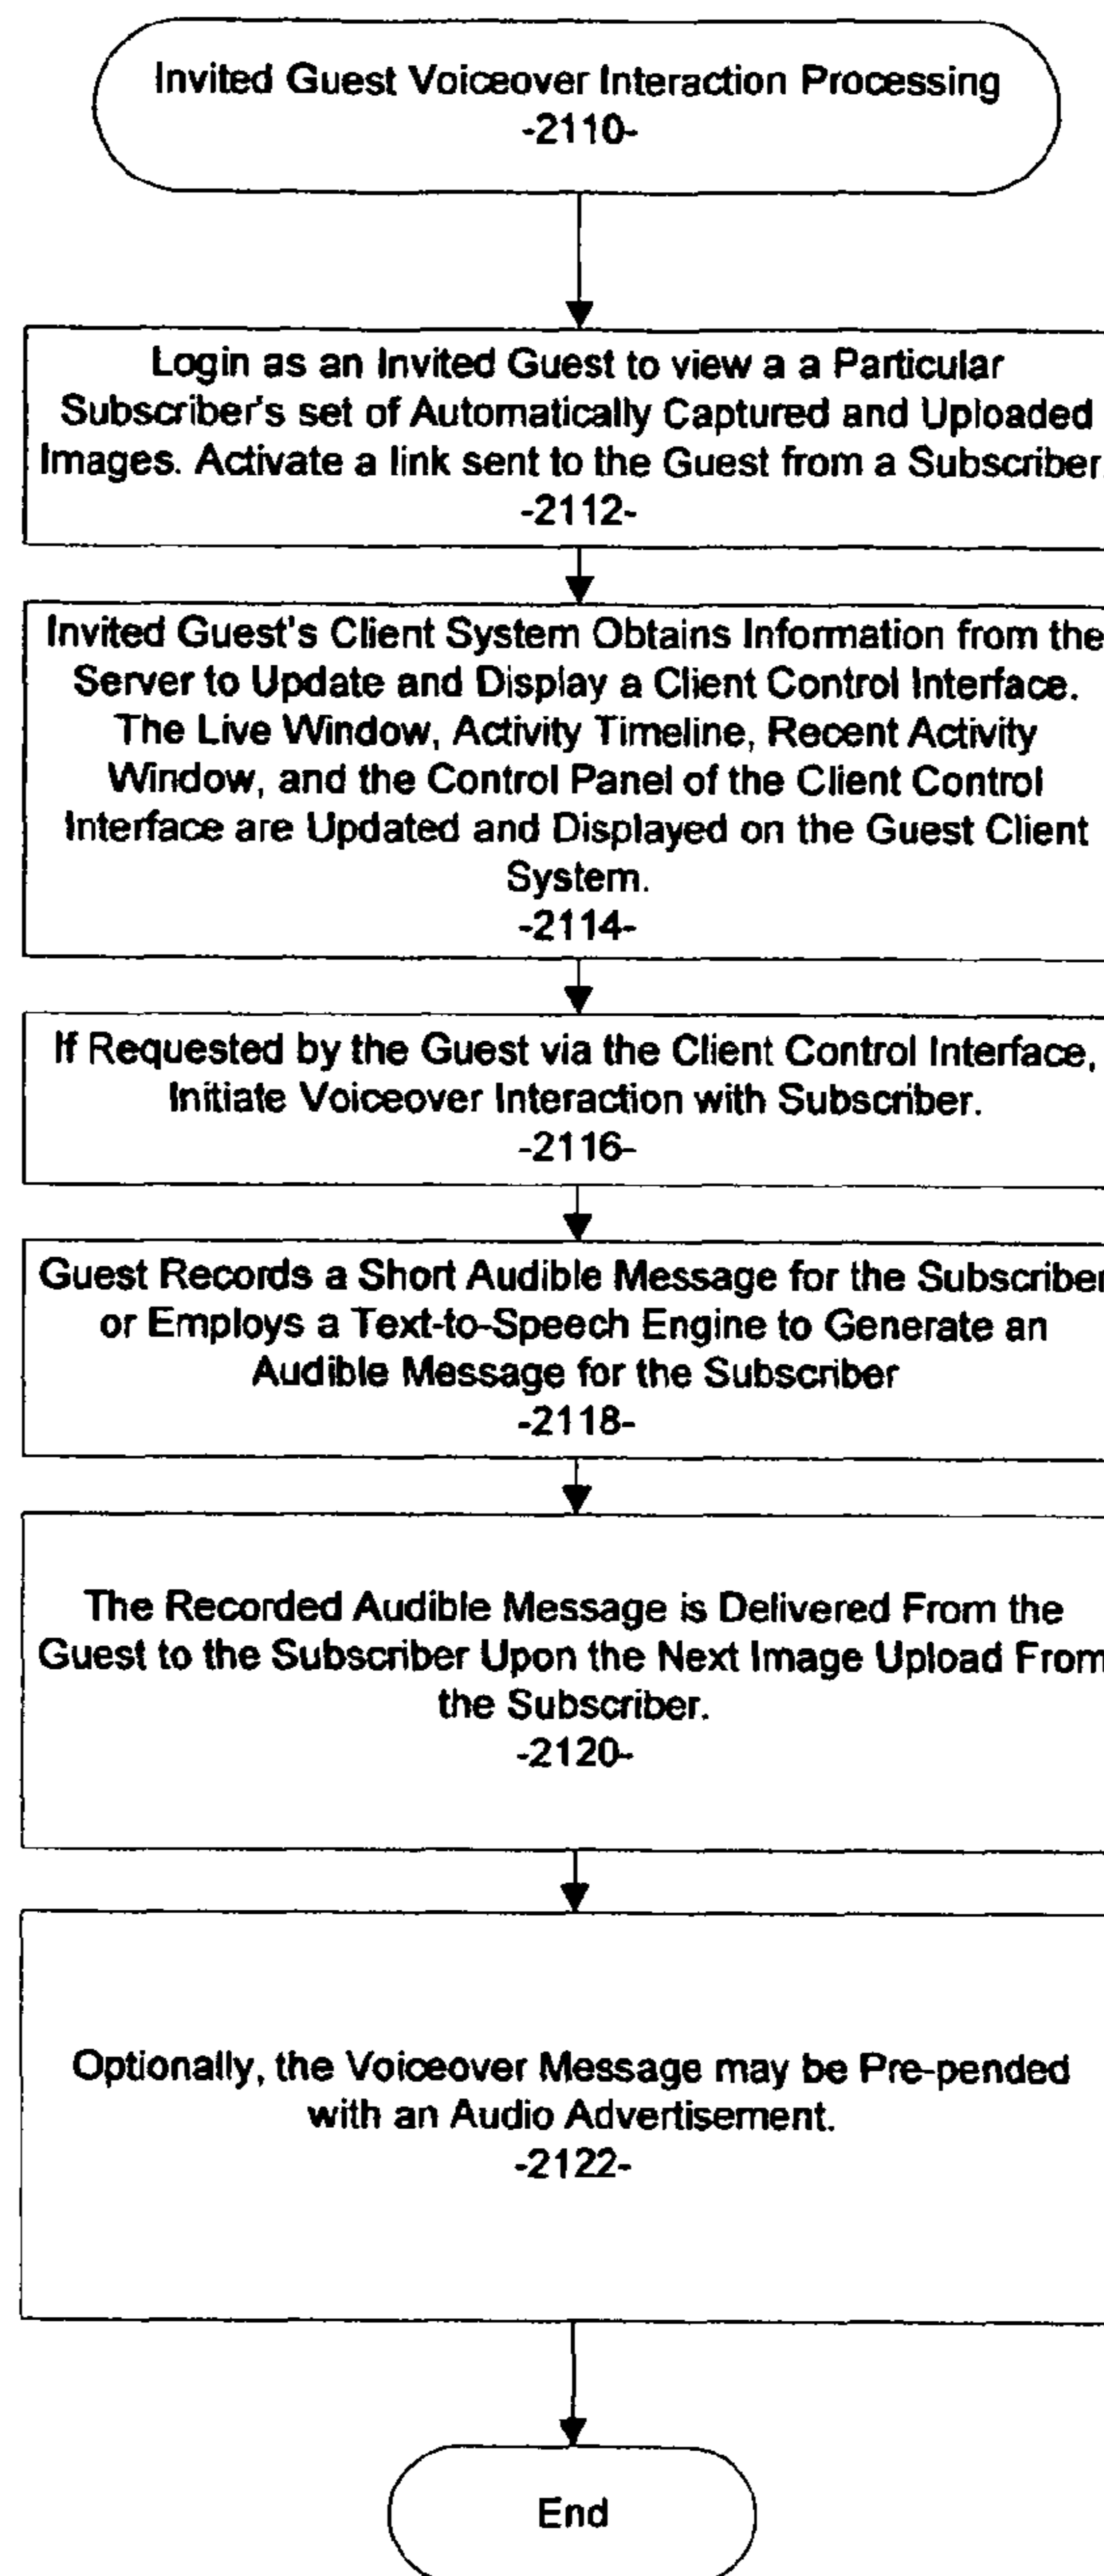 Invited Guest Voiceover Interaction Processing
-2110-
Login as an Invited Guest to view a a Particular
Subscriber's set of Automatically Captured and Uploaded
Images. Activate a link sent to the Guest from a Subscriber.
-2112-
Invited Guest's Client System Obtains Information from the
Server to Update and Display a Client Control Interface.
The Live Window, Activity Timeline, Recent Activity
Window, and the Control Panel of the Client Control
Interface are Updated and Displayed on the Guest Client
System.
-2114-
If Requested by the Guest via the Client Control Interface,
Initiate Voiceover Interaction with Subscriber.
-2116-
Guest Records a Short Audible Message for the Subscriber
or Employs a Text-to-Speech Engine to Generate an
Audible Message for the Subscriber
-2118-
The Recorded Audible Message is Delivered From the
Guest to the Subscriber Upon the Next Image Upload From
the Subscriber.
-2120-
Optionally, the Voiceover Message may be Pre-pended
with an Audio Advertisement.
-2122-
End